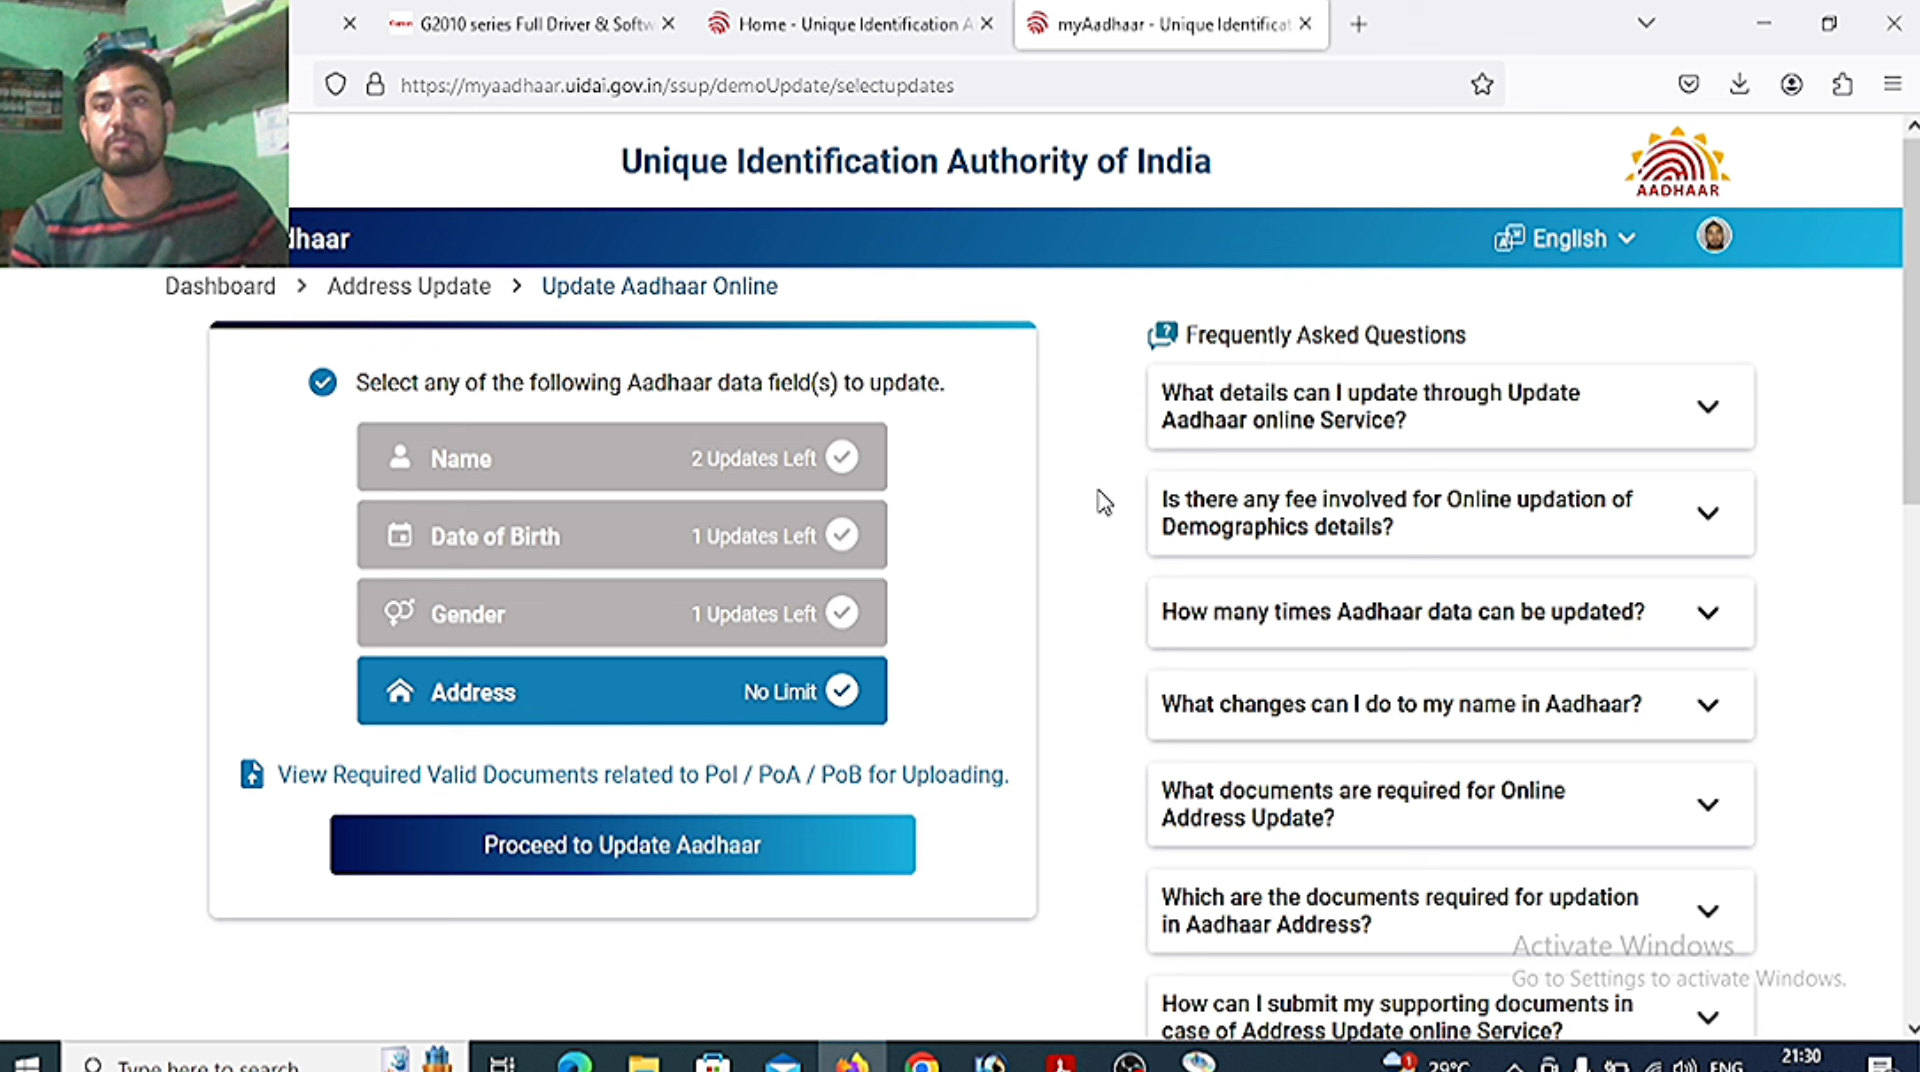 G2010 series Full Driver & Softw
Home - Unique Identification A
myAadhaar - Unique Identificat
https://myaadhaar.uidai.gov.in/ssup/demoUpdate/selectupdates
Unique Identification Authority of India
AADHAAR
dhaar
English
Dashboard > Address Update > Update Aadhaar Online
Select any of the following Aadhaar data field(s) to update.
Name 2 Updates Left
Date of Birth 1 Updates Left
Gender 1 Updates Left
Address No Limit
View Required Valid Documents related to PoI / PoA / PoB for Uploading.
Proceed to Update Aadhaar
Frequently Asked Questions
What details can I update through Update
Aadhaar online Service?
Is there any fee involved for Online updation of
Demographics details?
How many times Aadhaar data can be updated?
What changes can I do to my name in Aadhaar?
What documents are required for Online
Address Update?
Which are the documents required for updation
in Aadhaar Address?
How can I submit my supporting documents in
case of Address Update online Service?
Activate Windows
Go to Settings to activate Windows.
Type here to search
1
29°C
ENG
21:30